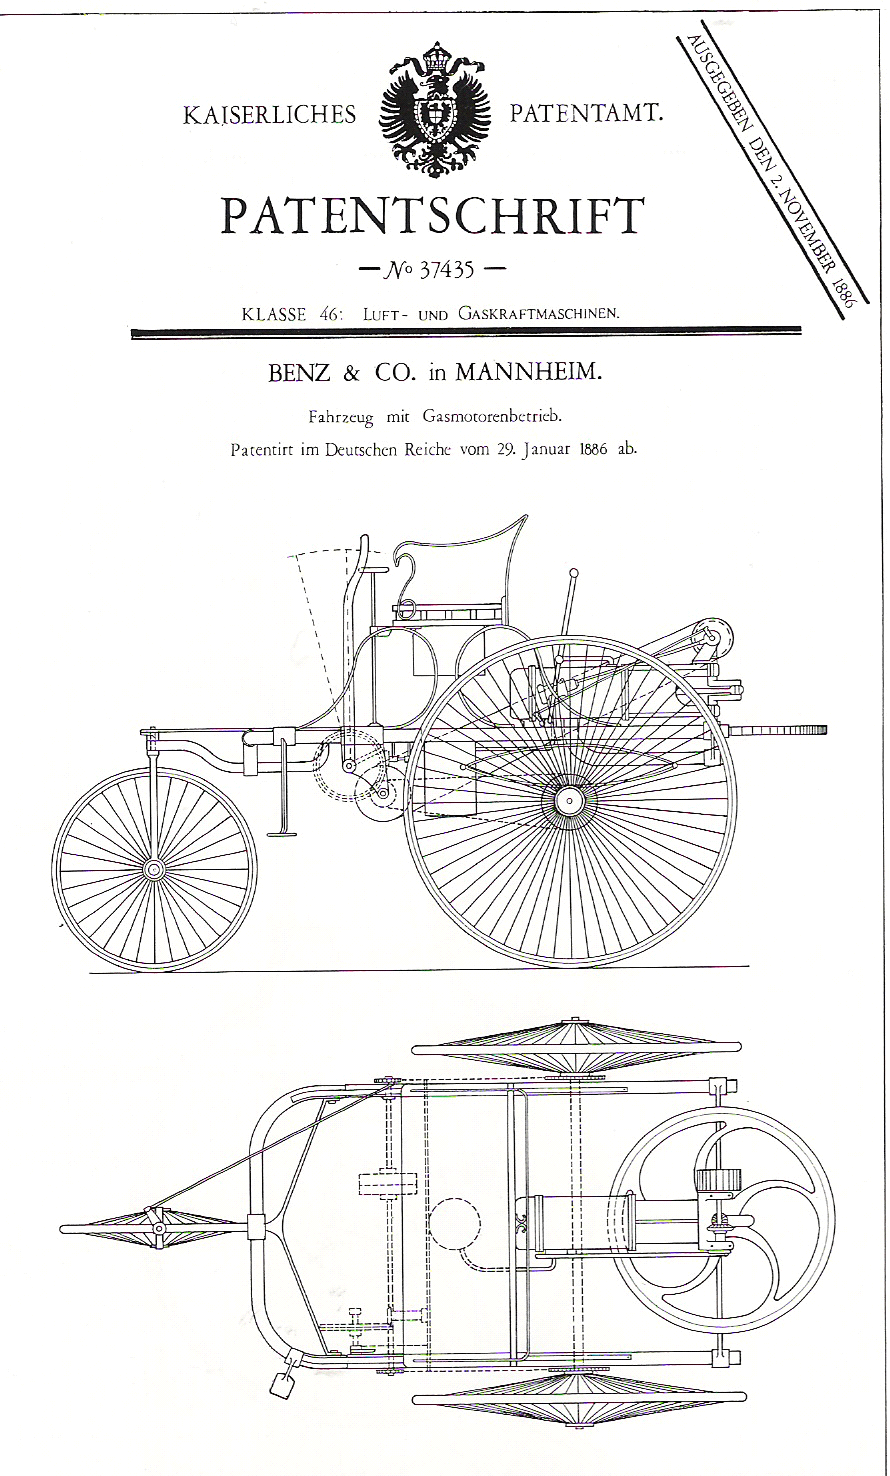 KAISERLICHES PATENTAMT.
AUSGEGEBEN DEN 2. NOVEMBER 1886
PATENTSCHRIFT
— No 37435 —
KLASSE 46: LUFT- UND GASKRAFTMASCHINEN.
BENZ & CO. in MANNHEIM.
Fahrzeug mit Gasmotorenbetrieb.
Patentirt im Deutschen Reiche vom 29. Januar 1886 ab.